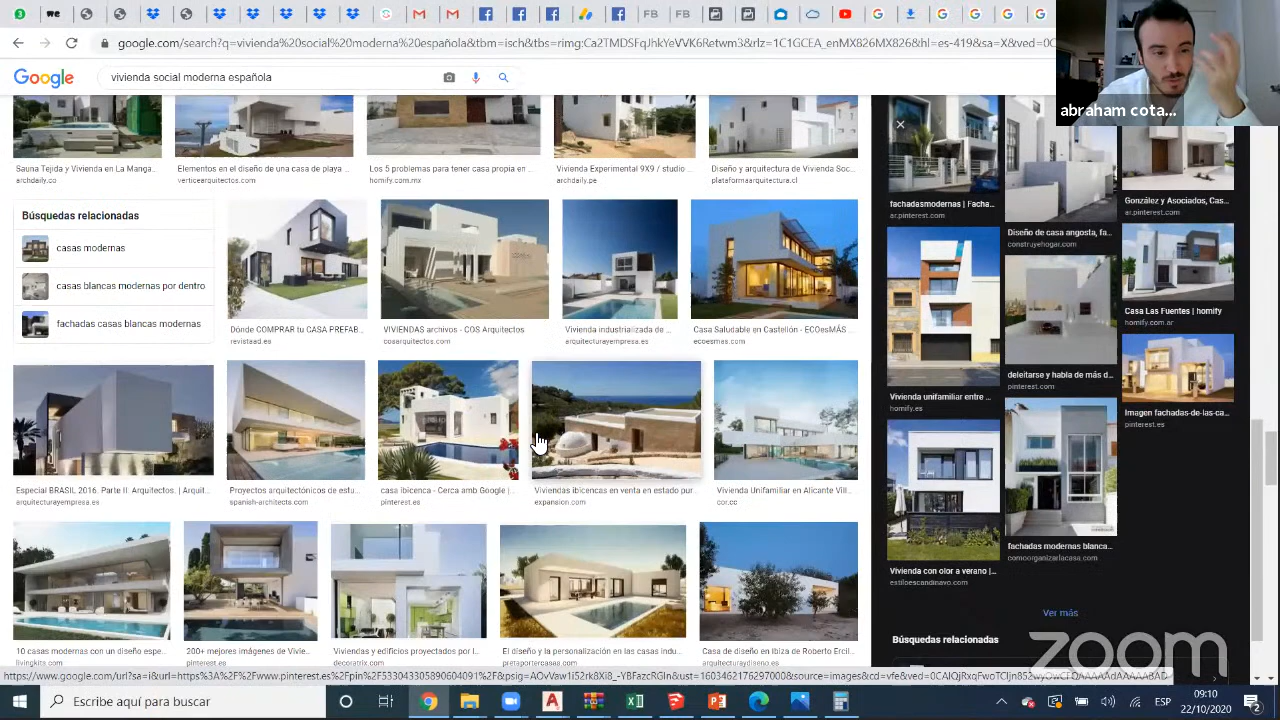 google.com/search?q=vivienda%20social%20moderna%20española&tbm=isch&tbs=rimg:Ca2TMDSFqJhkYeVVK6Retwm3&rlz=1C1GCEA_enMX826MX826&hl=es-419&sa=X&ved=0C
abraham cota...
Google
vivienda social moderna española
Sauna Tejida y Vivienda en La Manga...
archdaily.co
Elementos en el diseño de una casa de playa...
verticearquitectos.com
Los 5 problemas para tener casa propia en ...
homify.com.mx
Vivienda Experimental 9X9 / studio ...
archdaily.pe
Diseño y arquitectura de Vivienda Soc...
plataformaarquitectura.cl
Búsquedas relacionadas
casas modernas
casas blancas modernas por dentro
fachadas casas blancas modernas
Dónde COMPRAR tu CASA PREFAB...
revistaad.es
VIVIENDAS archivos - COS Arquitectos
cosarquitectos.com
Vivienda industrializada de ...
arquitecturayempresa.es
Casa Saludable en Castellón - ECOesMÁS ...
ecoesmas.com
Especial BRASIL 2016. Parte II. Arquitectos. | Arquit...
arquitecturayempresa.es
Proyectos arquitectónicos de estu...
spanish-architects.com
casa ibicenca - Cerca amb Google |...
pinterest.es
Viviendas ibicencas en venta en estado pur...
expansion.com
Vivienda Unifamiliar en Alicante Vill...
cor.cc
10 casas modernas con un diseño espe...
livingkits.com
200+ mejores imágenes de Vivie...
pinterest.es
Viviendas y edificios proyectados por l...
decoratrix.com
El diseño y la personalización en las casas indu...
pretaportercasas.com
Casa de diseño en Ibiza de Roberto Ercil...
arquitecturaydiseno.es
fachadasmodernas | Facha...
ar.pinterest.com
Diseño de casa angosta, fa...
construyehogar.com
González y Asociados, Cas...
ar.pinterest.com
Casa Las Fuentes | homify
homify.com.ar
Vivienda unifamiliar entre ...
homify.es
deleitarse y habla de más d...
pinterest.com
Imagen fachadas-de-las-ca...
pinterest.es
Vivienda con olor a verano |...
estiloescandinavo.com
fachadas modernas blanca...
comoorganizarlacasa.com
Ver más
Búsquedas relacionadas
zoom
Escribe aquí para buscar
ESP
09:10
22/10/2020
2